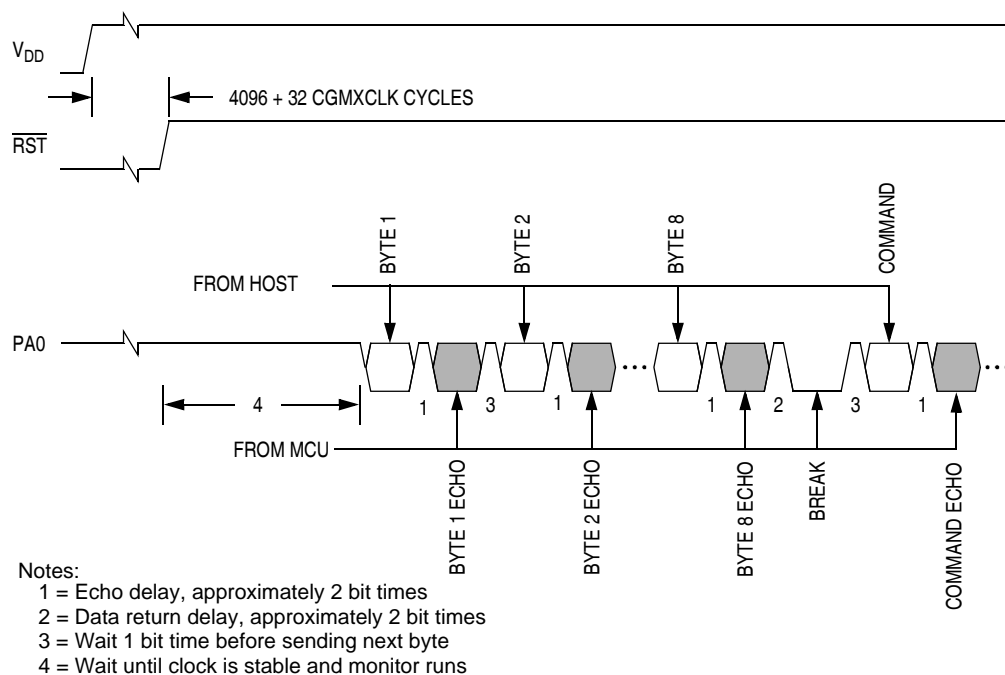 VDD
4096 + 32 CGMXCLK CYCLES
RST
BYTE 1
BYTE 2
BYTE 8
COMMAND
FROM HOST
PA0
1
3
1
1
2
3
1
4
FROM MCU
BYTE 1 ECHO
BYTE 2 ECHO
BYTE 8 ECHO
BREAK
COMMAND ECHO
Notes:
1 = Echo delay, approximately 2 bit times
2 = Data return delay, approximately 2 bit times
3 = Wait 1 bit time before sending next byte
4 = Wait until clock is stable and monitor runs